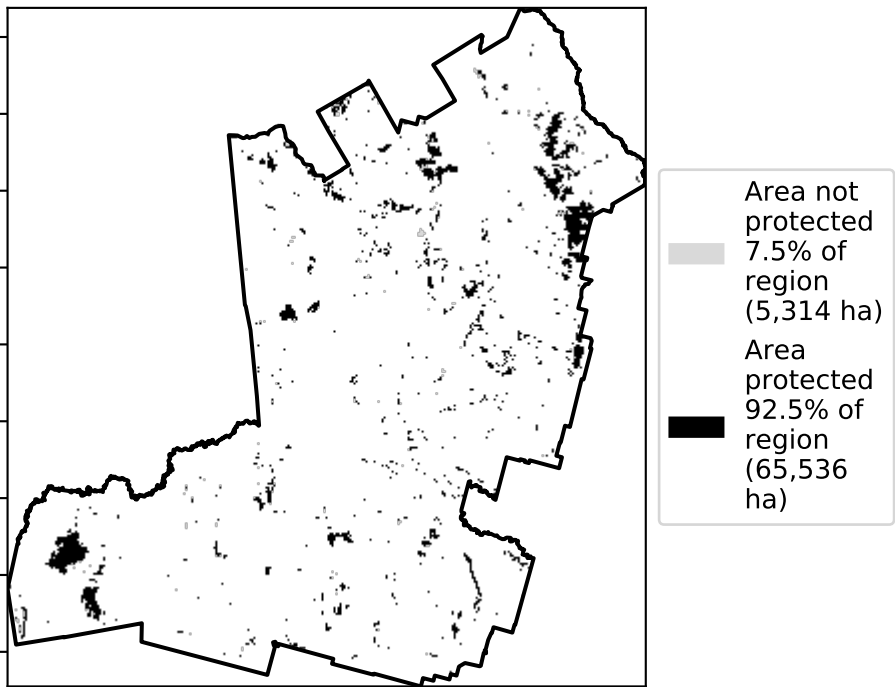 Area not
protected
7.5% of
region
(5,314 ha)
Area
protected
92.5% of
region
(65,536
ha)